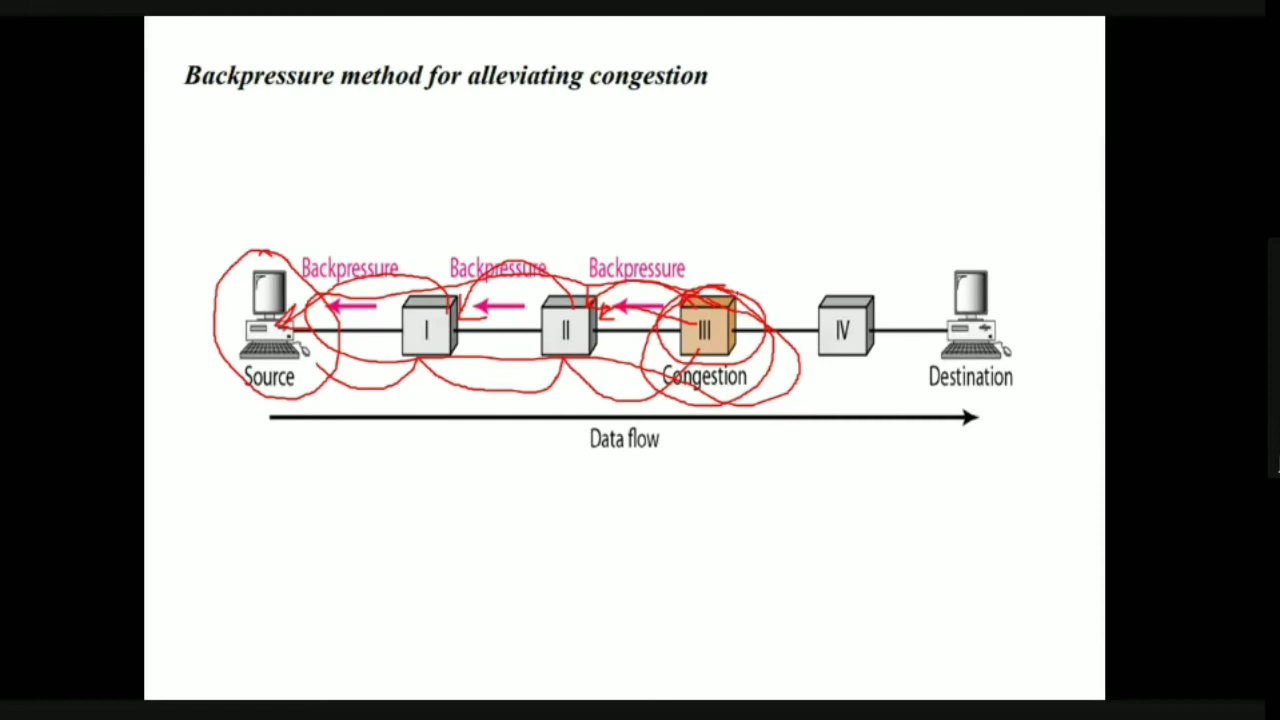 Backpressure method for alleviating congestion
Backpressure Backpressure Backpressure
I II III IV
Source Congestion Destination
Data flow